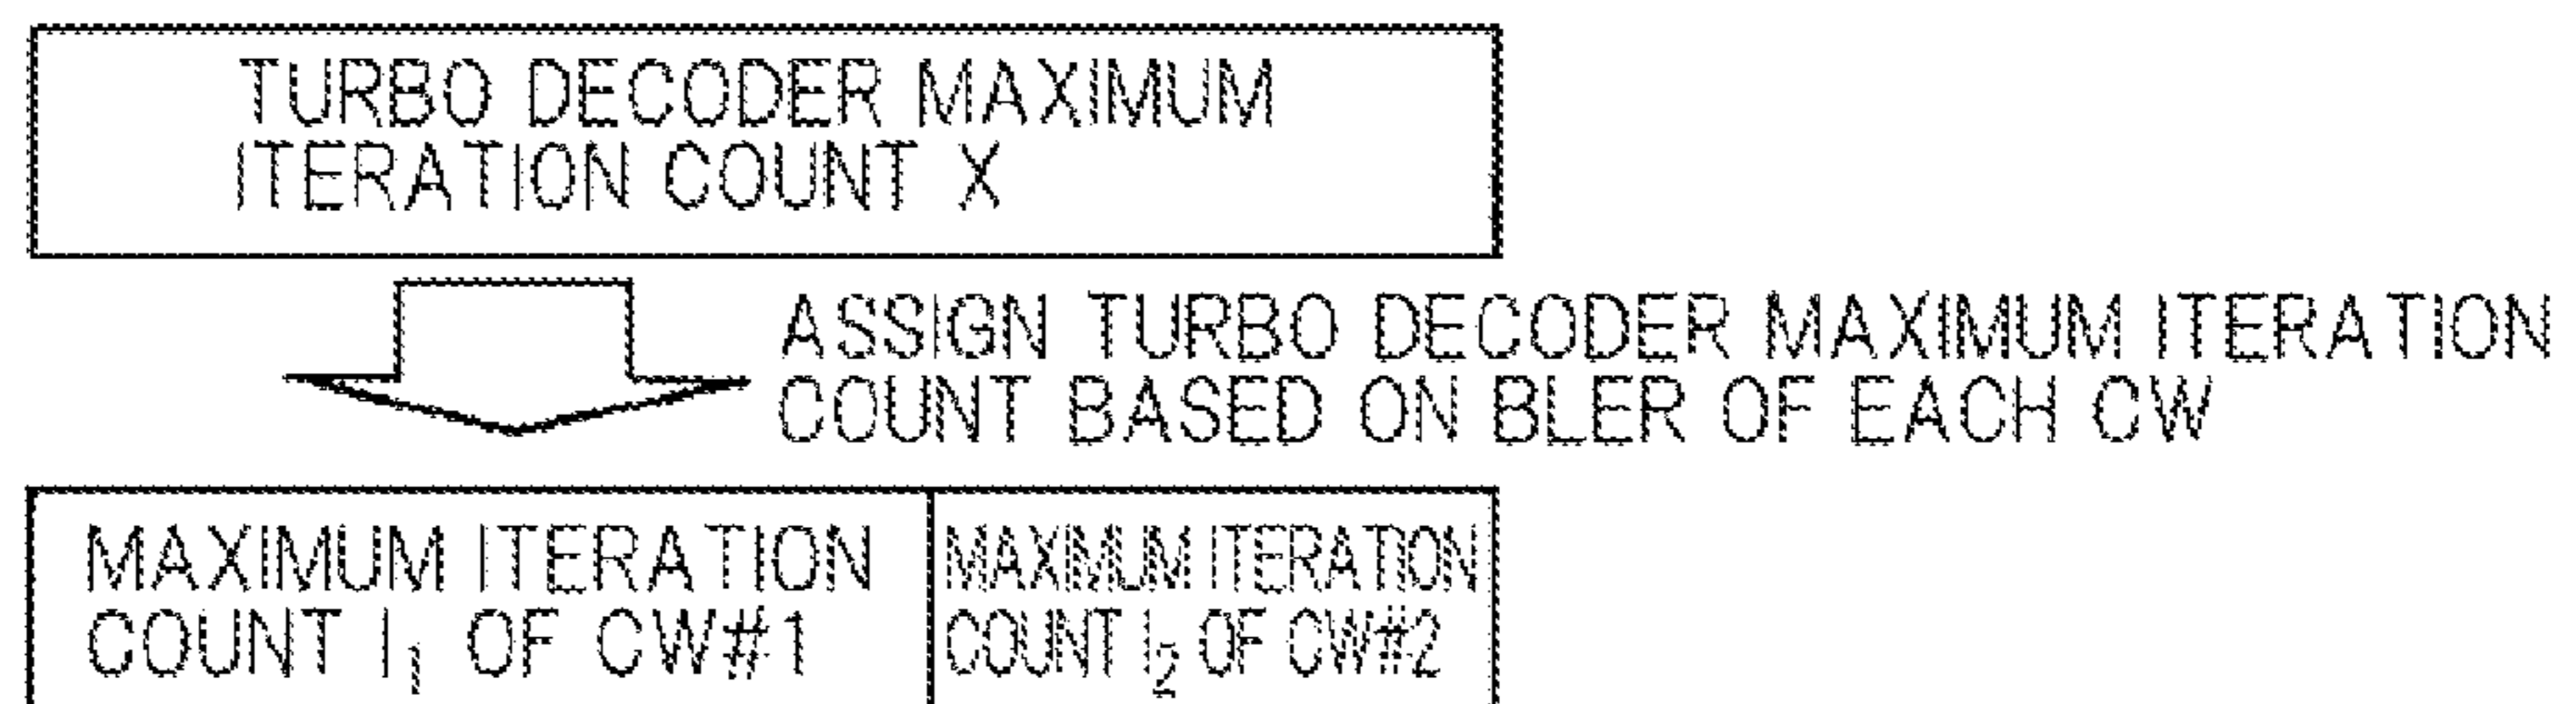 TURBO DECODER MAXIMUM
ITERATION COUNT X
ASSIGN TURBO DECODER MAXIMUM ITERATION
COUNT BASED ON BLER OF EACH CW
MAXIMUM ITERATION
COUNT I₁ OF CW#1
MAXIMUM ITERATION
COUNT I₂ OF CW#2